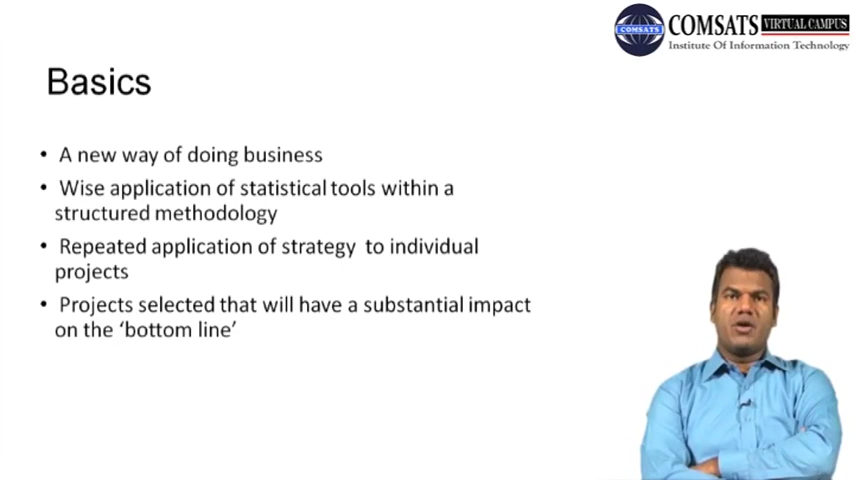 COMSATS VIRTUAL CAMPUS
COMSATS
Institute Of Information Technology
Basics
• A new way of doing business
• Wise application of statistical tools within a
structured methodology
• Repeated application of strategy to individual
projects
• Projects selected that will have a substantial impact
on the ‘bottom line’